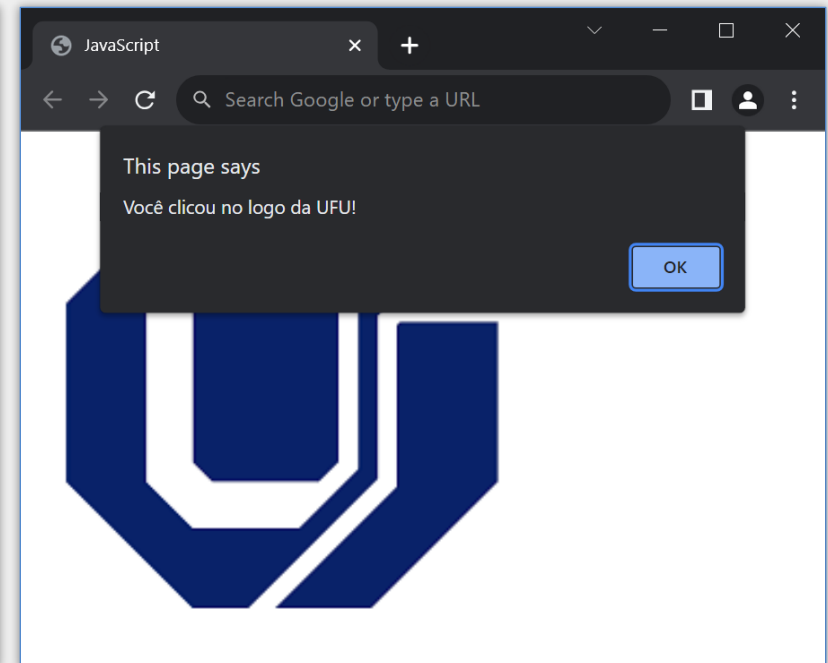 JavaScript
Search Google or type a URL
This page says
Você clicou no logo da UFU!
OK